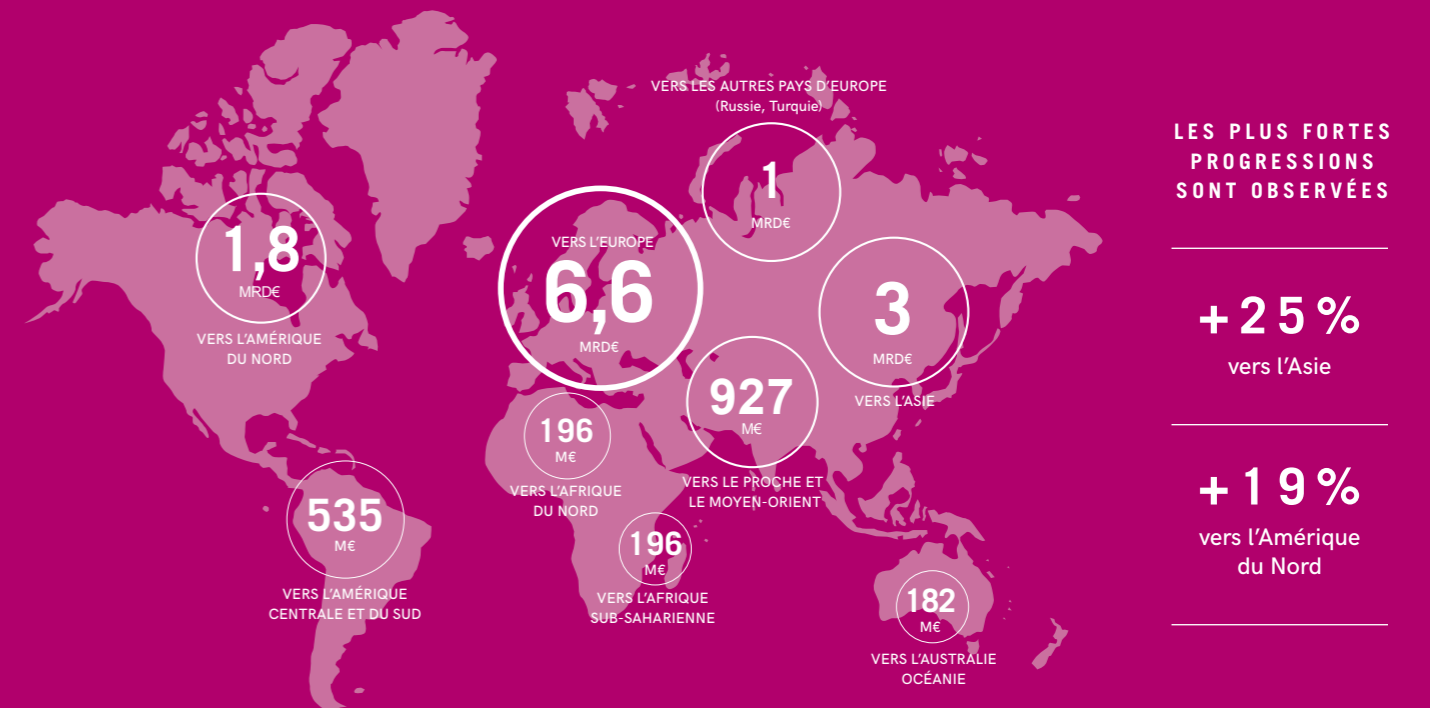 VERS LES AUTRES PAYS D'EUROPE
(Russie, Turquie)
1
MRD€
1,8
MRD€
VERS L'AMÉRIQUE
DU NORD
VERS L'EUROPE
6,6
MRD€
3
MRD€
VERS L'ASIE
927
M€
VERS LE PROCHE ET
LE MOYEN-ORIENT
196
M€
VERS L'AFRIQUE
DU NORD
535
M€
VERS L'AMÉRIQUE
CENTRALE ET DU SUD
196
M€
VERS L'AFRIQUE
SUB-SAHARIENNE
182
M€
VERS L'AUSTRALIE
OCÉANIE
LES PLUS FORTES
PROGRESSIONS
SONT OBSERVÉES
+25%
vers l'Asie
+19%
vers l'Amérique
du Nord